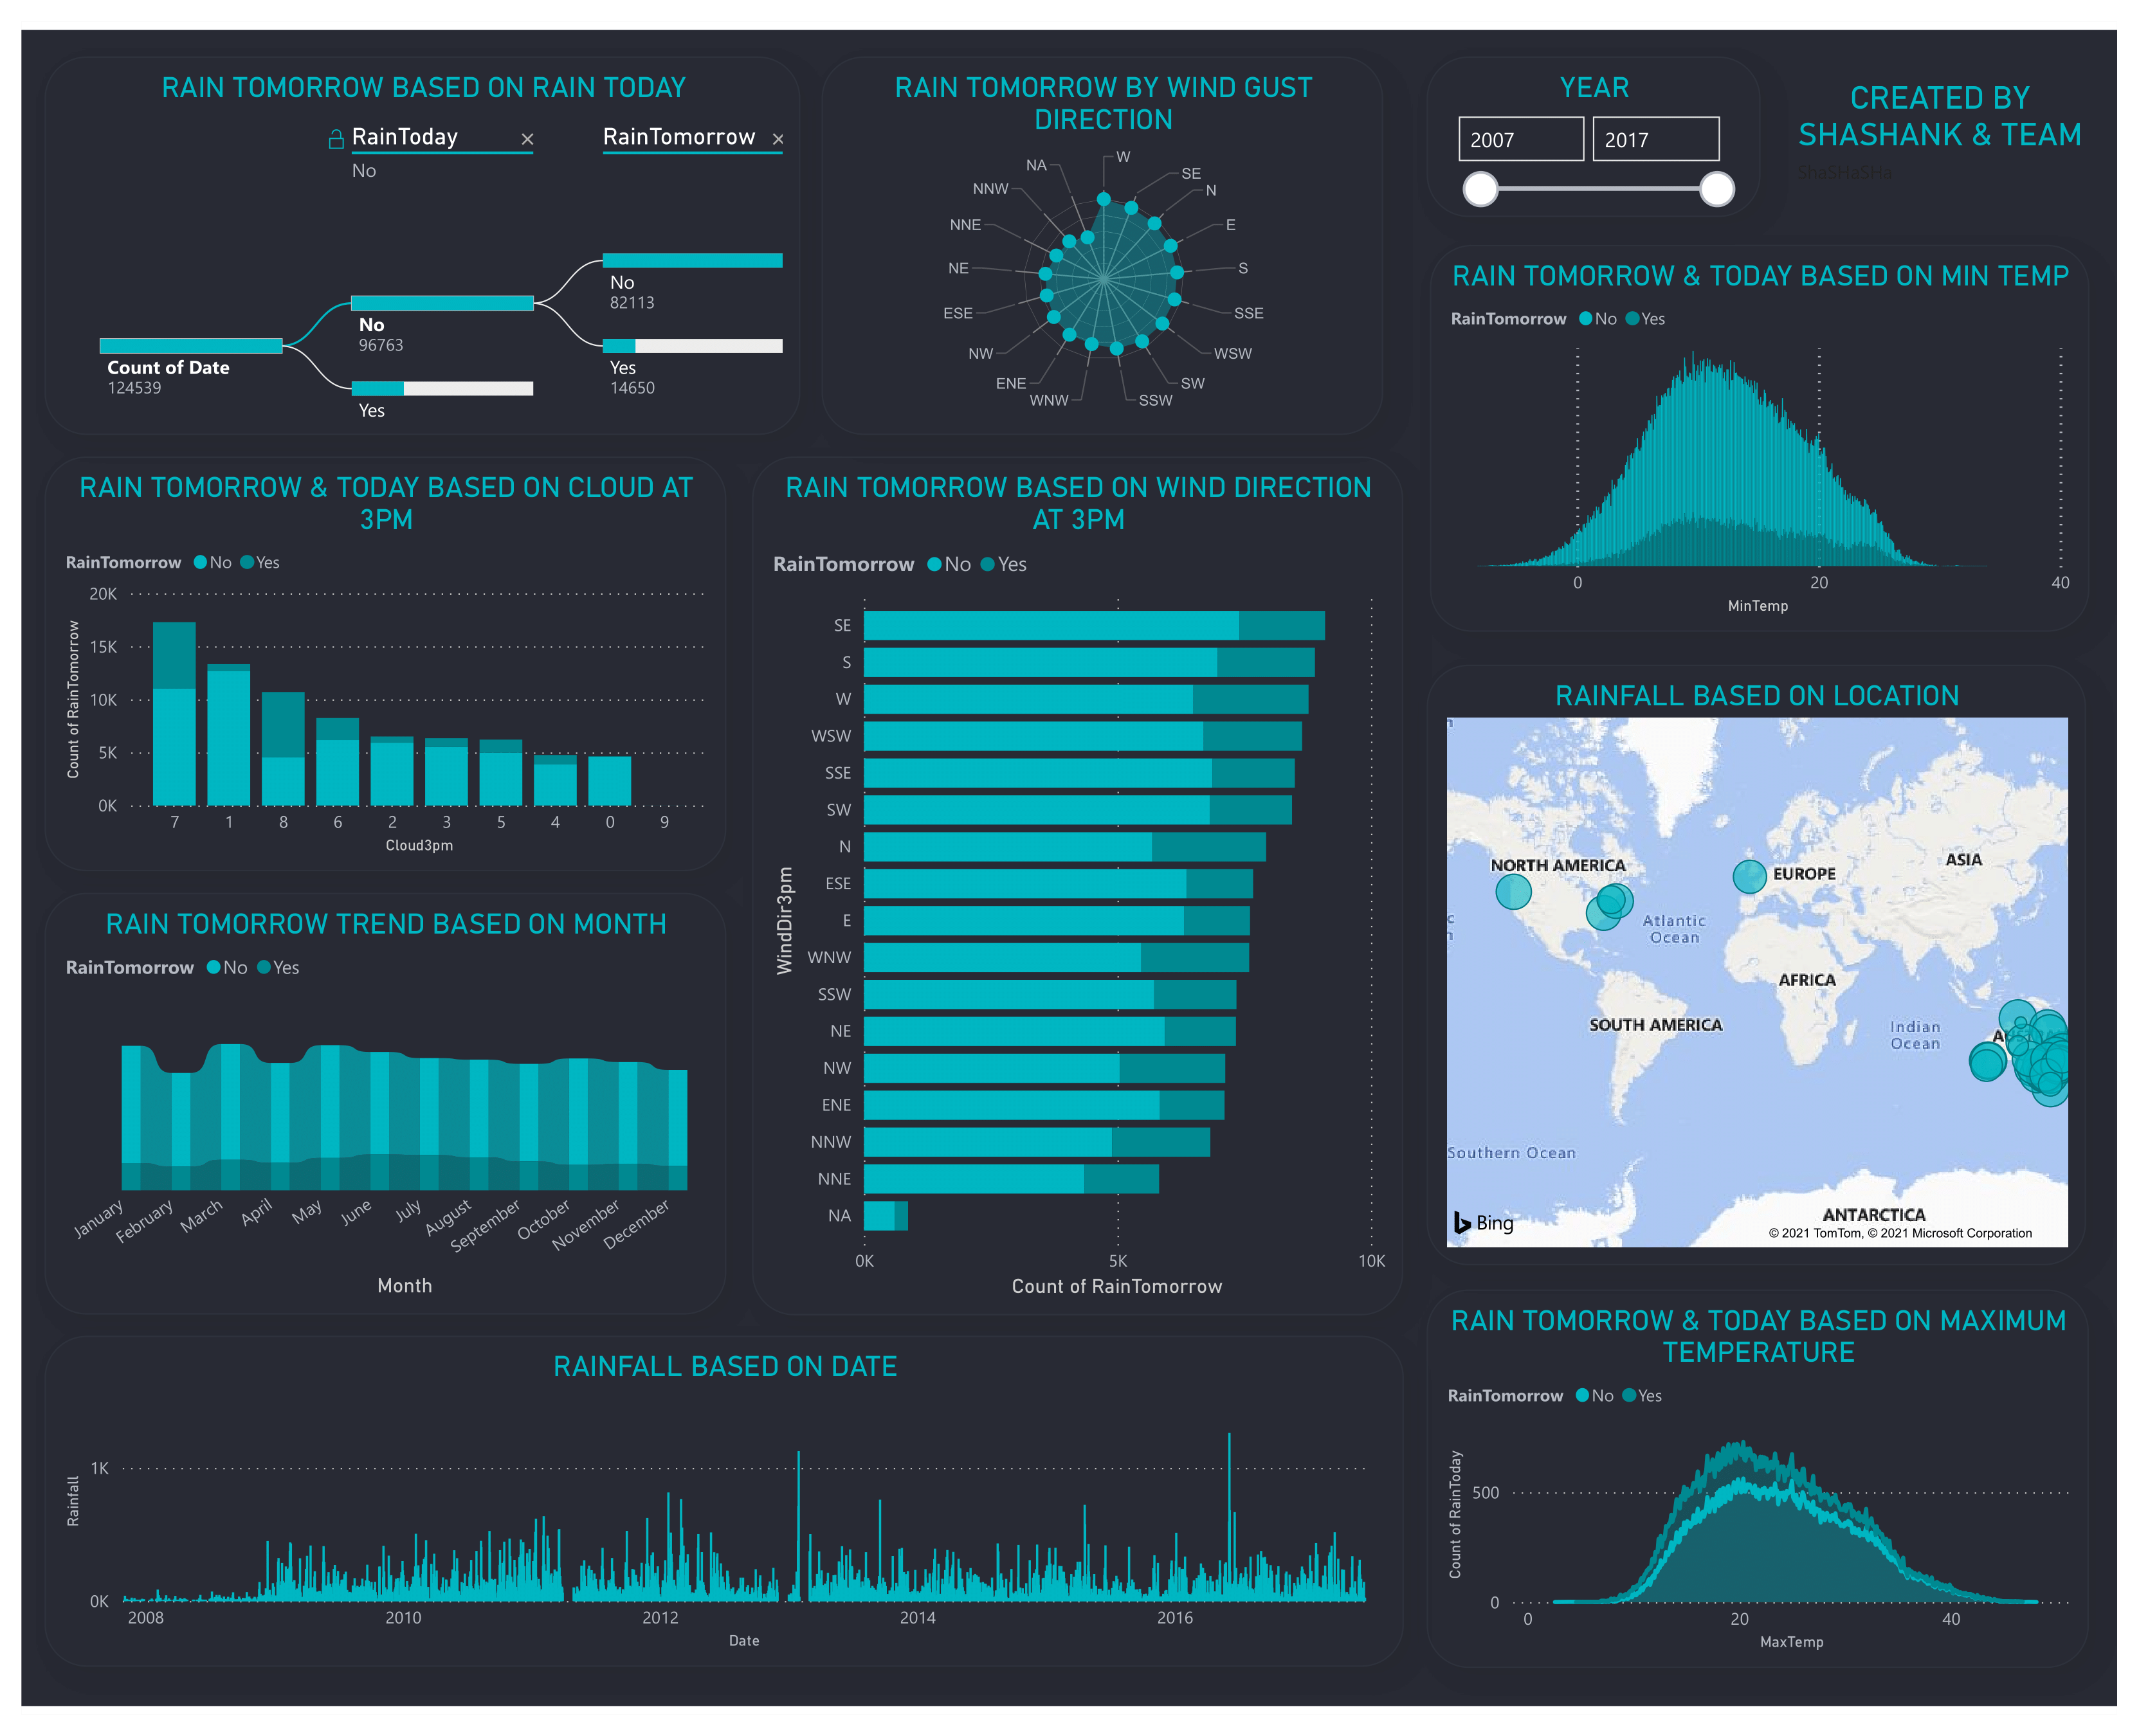 RAIN TOMORROW BASED ON RAIN TODAY
RainToday ×
RainTomorrow ×
No
No
82113
No
96763
Count of Date
124539
Yes
14650
Yes
RAIN TOMORROW BY WIND GUST
DIRECTION
W
SE
N
E
S
SSE
WSW
SW
SSW
WNW
ENE
NW
ESE
NE
NNE
NNW
NA
YEAR
2007
2017
CREATED BY
SHASHANK & TEAM
ShaSHaSHa
RAIN TOMORROW & TODAY BASED ON MIN TEMP
RainTomorrow No Yes
0 20 40
MinTemp
RAIN TOMORROW & TODAY BASED ON CLOUD AT
3PM
RainTomorrow No Yes
Count of RainTomorrow
20K
15K
10K
5K
0K
7 1 8 6 2 3 5 4 0 9
Cloud3pm
RAIN TOMORROW BASED ON WIND DIRECTION
AT 3PM
RainTomorrow No Yes
WindDir3pm
SE
S
W
WSW
SSE
SW
N
ESE
E
WNW
SSW
NE
NW
ENE
NNW
NNE
NA
0K 5K 10K
Count of RainTomorrow
RAINFALL BASED ON LOCATION
NORTH AMERICA
EUROPE
ASIA
Atlantic
Ocean
AFRICA
SOUTH AMERICA
Indian
Ocean
Southern Ocean
ANTARCTICA
Bing
© 2021 TomTom, © 2021 Microsoft Corporation
RAIN TOMORROW TREND BASED ON MONTH
RainTomorrow No Yes
January
February
March
April
May
June
July
August
September
October
November
December
Month
RAINFALL BASED ON DATE
Rainfall
1K
0K
2008 2010 2012 2014 2016
Date
RAIN TOMORROW & TODAY BASED ON MAXIMUM
TEMPERATURE
RainTomorrow No Yes
Count of RainToday
500
0
0 20 40
MaxTemp